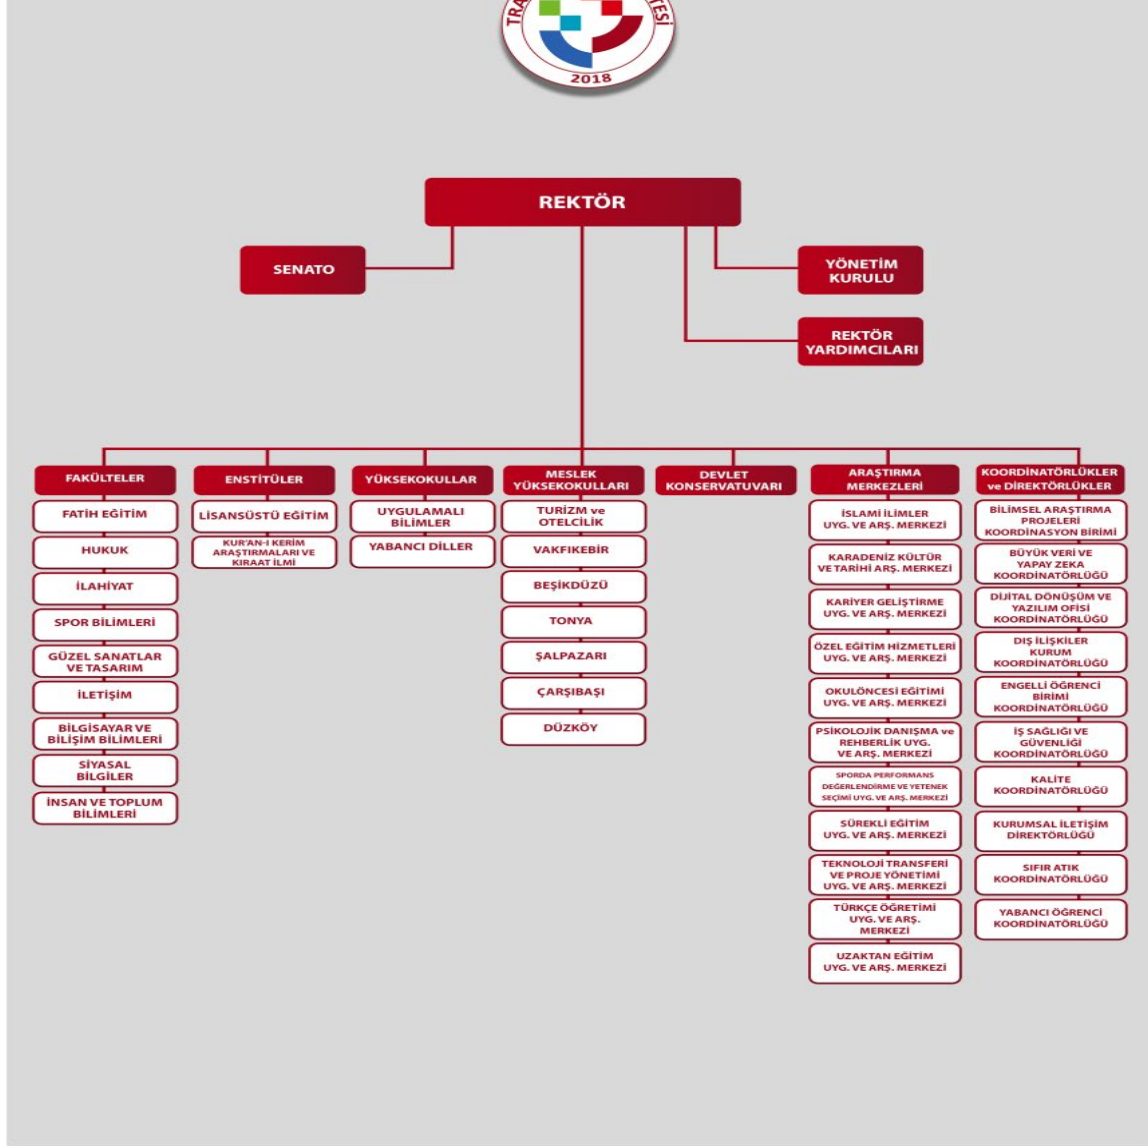 2018
REKTÖR
SENATO
YÖNETİM
KURULU
REKTÖR
YARDIMCILARI
FAKÜLTELER
FATİH EĞİTİM
HUKUK
İLAHİYAT
SPOR BİLİMLERİ
GÜZEL SANATLAR
VE TASARIM
İLETİŞİM
BİLGİSAYAR VE
BİLİŞİM BİLİMLERİ
SİYASAL
BİLGİLER
İNSAN VE TOPLUM
BİLİMLERİ
ENSTİTÜLER
LİSANSÜSTÜ EĞİTİM
KUR'AN-I KERİM
ARAŞTIRMALARI VE
KIRAAT İLMİ
YÜKSEKOKULLAR
UYGULAMALI
BİLİMLER
YABANCI DİLLER
MESLEK
YÜKSEKOKULLARI
TURİZM ve
OTELCİLİK
VAKFIKEBİR
BEŞİKDÜZÜ
TONYA
ŞALPAZARI
ÇARŞIBAŞI
DÜZKÖY
DEVLET
KONSERVATUVARI
ARAŞTIRMA
MERKEZLERİ
İSLAMİ İLİMLER
UYG. VE ARŞ. MERKEZİ
KARADENİZ KÜLTÜR
VE TARİHİ ARŞ. MERKEZİ
KARİYER GELİŞTİRME
UYG. VE ARŞ. MERKEZİ
ÖZEL EĞİTİM HİZMETLERİ
UYG. VE ARŞ. MERKEZİ
OKULÖNCESİ EĞİTİMİ
UYG. VE ARŞ. MERKEZİ
PSİKOLOJİK DANIŞMA ve
REHBERLİK UYG.
VE ARŞ. MERKEZİ
SPORDA PERFORMANS
DEĞERLENDİRME VE YETENEK
SEÇİMİ UYG. VE ARŞ. MERKEZİ
SÜREKLİ EĞİTİM
UYG. VE ARŞ. MERKEZİ
TEKNOLOJİ TRANSFERİ
VE PROJE YÖNETİMİ
UYG. VE ARŞ. MERKEZİ
TÜRKÇE ÖĞRETİMİ
UYG. VE ARŞ.
MERKEZİ
UZAKTAN EĞİTİM
UYG. VE ARŞ. MERKEZİ
KOORDİNATÖRLÜKLER
ve DİREKTÖRLÜKLER
BİLİMSEL ARAŞTIRMA
PROJELERİ
KOORDİNASYON BİRİMİ
BÜYÜK VERİ VE
YAPAY ZEKA
KOORDİNATÖRLÜĞÜ
DİJİTAL DÖNÜŞÜM VE
YAZILIM OFİSİ
KOORDİNATÖRLÜĞÜ
DIŞ İLİŞKİLER
KURUM
KOORDİNATÖRLÜĞÜ
ENGELLİ ÖĞRENCİ
BİRİMİ
KOORDİNATÖRLÜĞÜ
İŞ SAĞLIĞI VE
GÜVENLİĞİ
KOORDİNATÖRLÜĞÜ
KALİTE
KOORDİNATÖRLÜĞÜ
KURUMSAL İLETİŞİM
DİREKTÖRLÜĞÜ
SIFIR ATIK
KOORDİNATÖRLÜĞÜ
YABANCI ÖĞRENCİ
KOORDİNATÖRLÜĞÜ